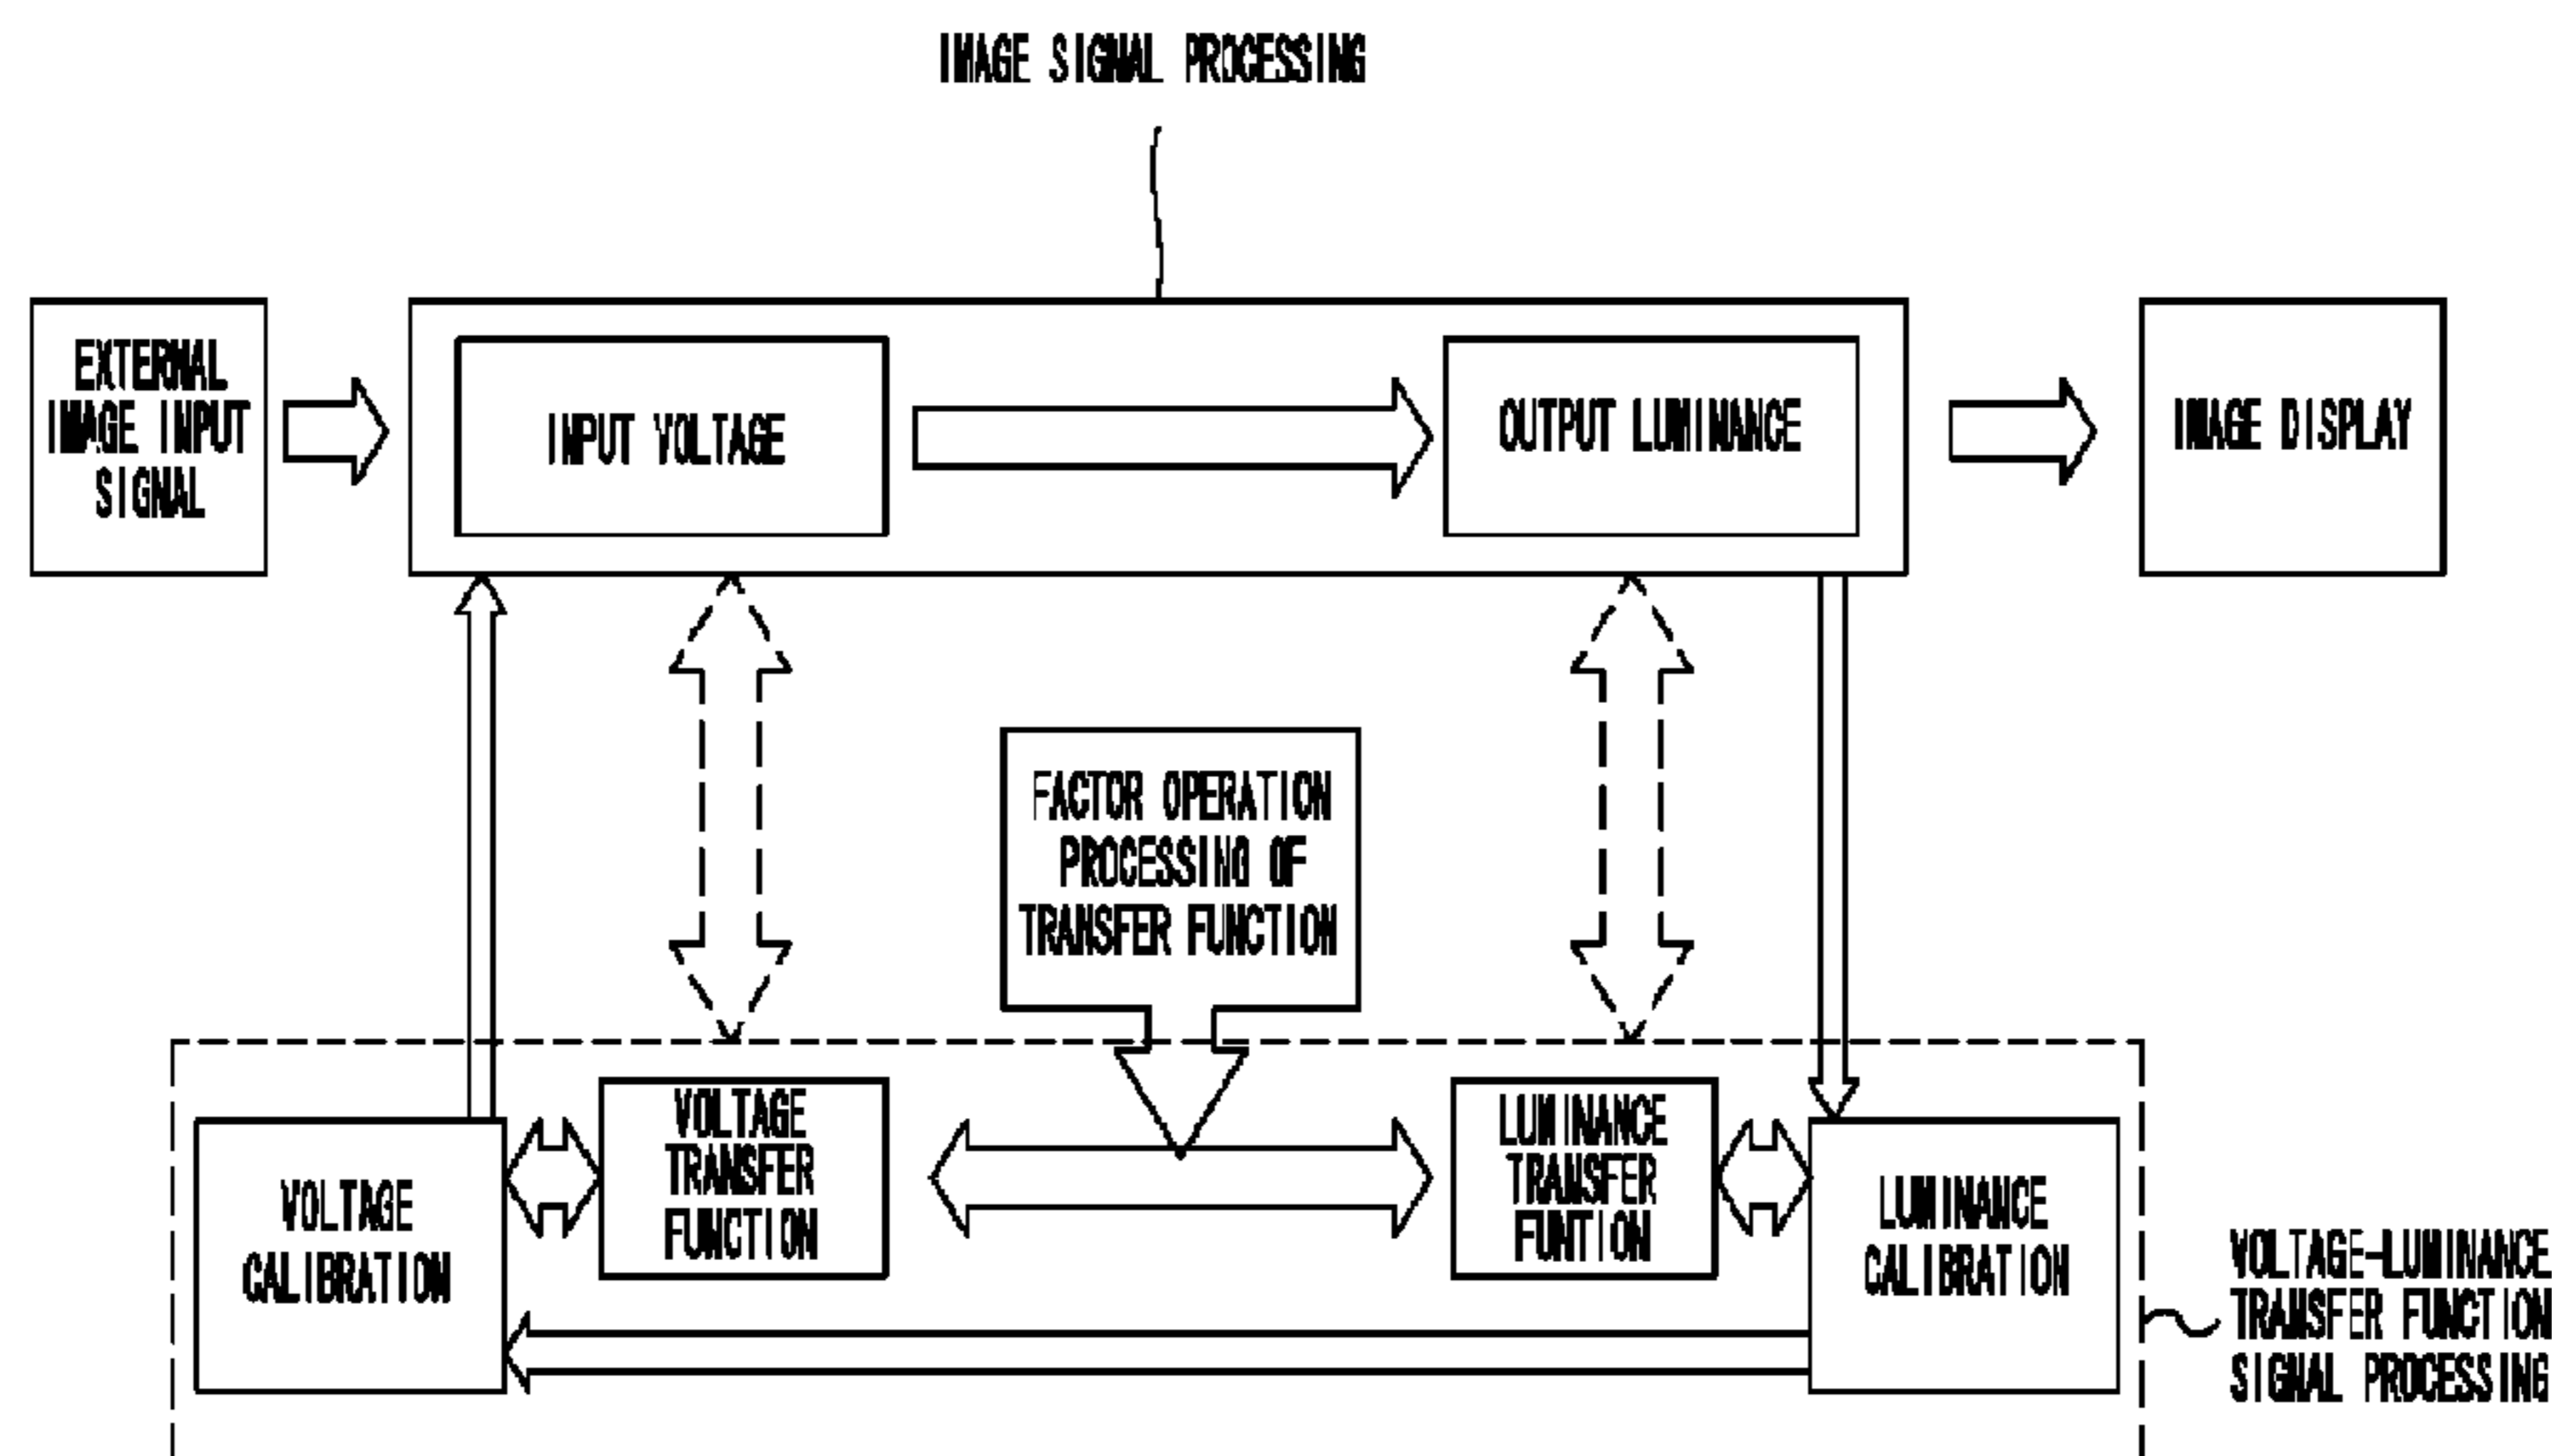 IMAGE SIGNAL PROCESSING
EXTERNAL
IMAGE INPUT
SIGNAL
INPUT VOLTAGE
OUTPUT LUMINANCE
IMAGE DISPLAY
FACTOR OPERATION
PROCESSING OF
TRANSFER FUNCTION
VOLTAGE
CALIBRATION
VOLTAGE
TRANSFER
FUNCTION
LUMINANCE
TRANSFER
FUNTION
LUMINANCE
CALIBRATION
VOLTAGE-LUMINANCE
TRANSFER FUNCTION
SIGNAL PROCESSING